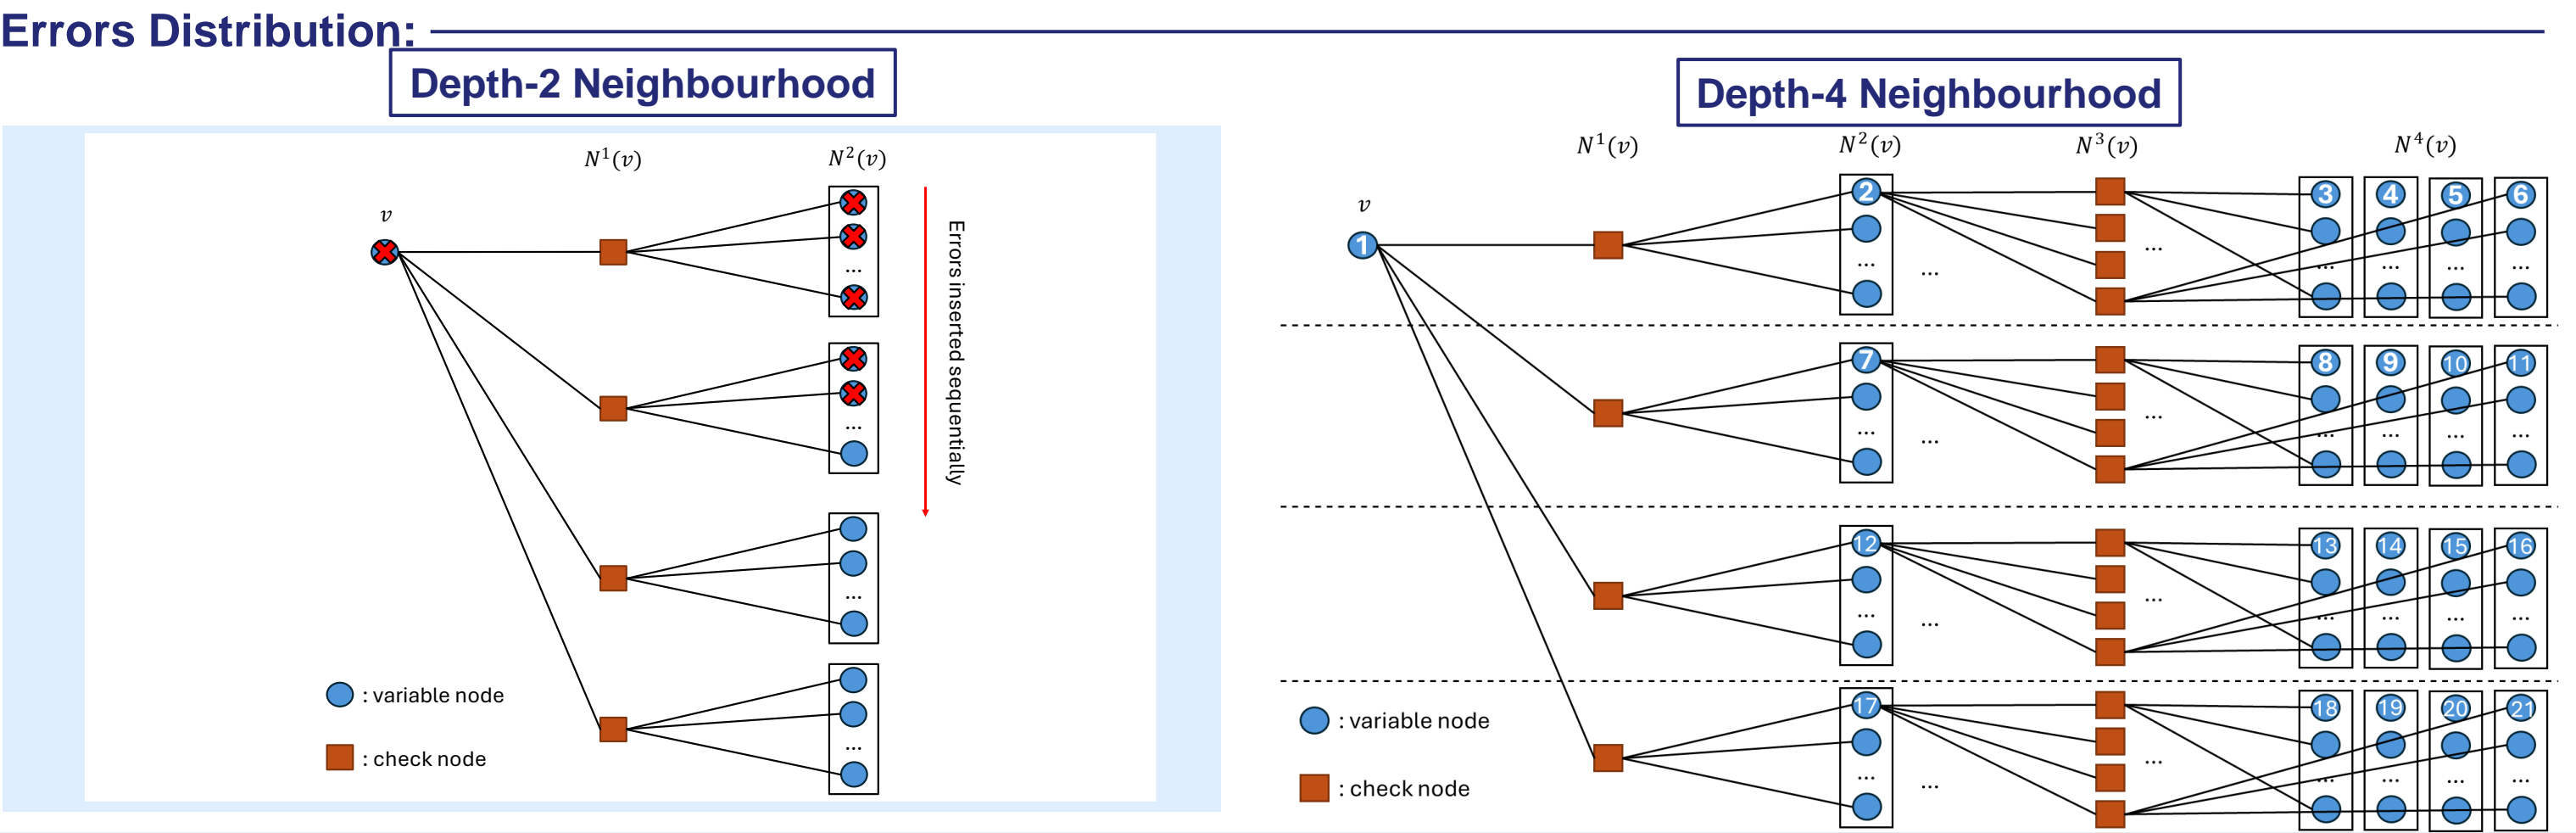 Errors Distribution:
Depth-2 Neighbourhood
N¹(v)
N²(v)
v
...
...
...
...
Errors inserted sequentially
: variable node
: check node
Depth-4 Neighbourhood
N¹(v)
N²(v)
N³(v)
N⁴(v)
v
1
2
3 4 5 6
... ... ... ... ... ... ...
7
8 9 10 11
... ... ... ... ... ... ...
12
13 14 15 16
... ... ... ... ... ... ...
17
18 19 20 21
... ... ... ... ... ... ...
: variable node
: check node